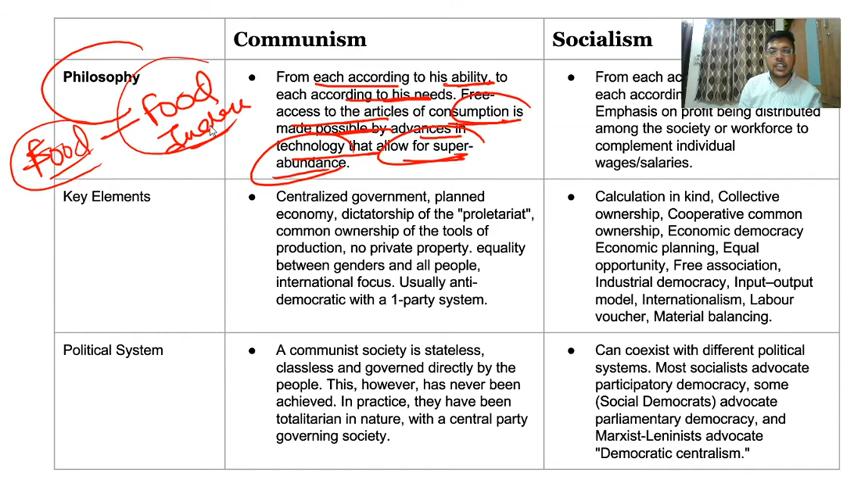 Communism
Socialism
Philosophy
● From each according to his ability, to
each according to his needs. Free-
access to the articles of consumption is
made possible by advances in
technology that allow for super-
abundance.
● From each ac
each according
Emphasis on profit being distributed
among the society or workforce to
complement individual
wages/salaries.
Food
Food
Key Elements
● Centralized government, planned
economy, dictatorship of the "proletariat",
common ownership of the tools of
production, no private property. equality
between genders and all people,
international focus. Usually anti-
democratic with a 1-party system.
● Calculation in kind, Collective
ownership, Cooperative common
ownership, Economic democracy
Economic planning, Equal
opportunity, Free association,
Industrial democracy, Input–output
model, Internationalism, Labour
voucher, Material balancing.
Political System
● A communist society is stateless,
classless and governed directly by the
people. This, however, has never been
achieved. In practice, they have been
totalitarian in nature, with a central party
governing society.
● Can coexist with different political
systems. Most socialists advocate
participatory democracy, some
(Social Democrats) advocate
parliamentary democracy, and
Marxist-Leninists advocate
"Democratic centralism."